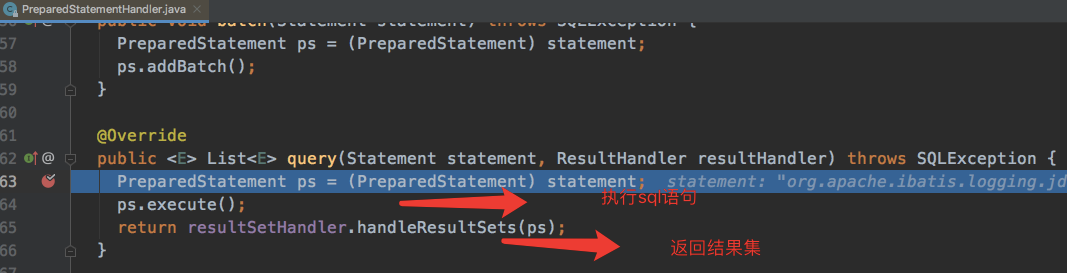 PreparedStatementHandler.java ×
56 @ public void batch(Statement statement) throws SQLException {
57 PreparedStatement ps = (PreparedStatement) statement;
58 ps.addBatch();
59 }
60
61 @Override
62 @ public <E> List<E> query(Statement statement, ResultHandler resultHandler) throws SQLException {
63 PreparedStatement ps = (PreparedStatement) statement; statement: "org.apache.ibatis.logging.jd
64 ps.execute(); 执行sql语句
65 return resultSetHandler.handleResultSets(ps);
66 } 返回结果集
67